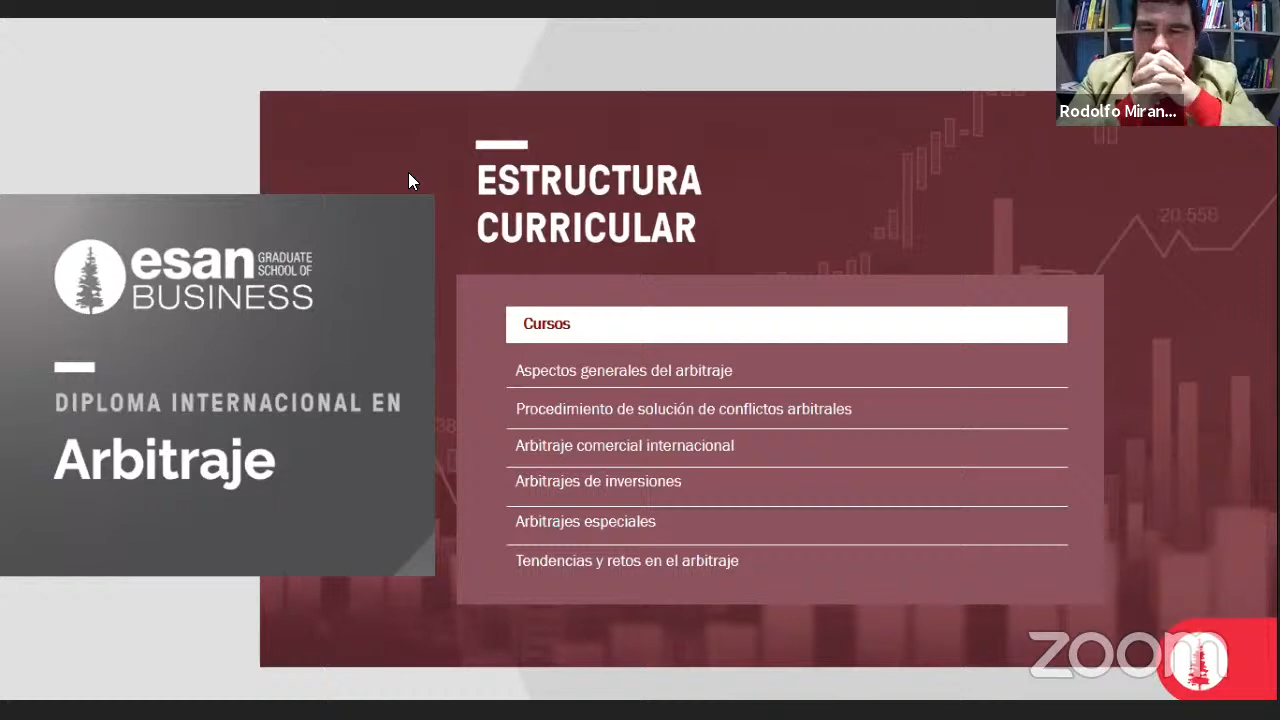 Rodolfo Miran...
ESTRUCTURA
CURRICULAR
esan GRADUATE
SCHOOL OF
BUSINESS
DIPLOMA INTERNACIONAL EN
Arbitraje
Cursos
Aspectos generales del arbitraje
Procedimiento de solución de conflictos arbitrales
Arbitraje comercial internacional
Arbitrajes de inversiones
Arbitrajes especiales
Tendencias y retos en el arbitraje
20.556
zoom